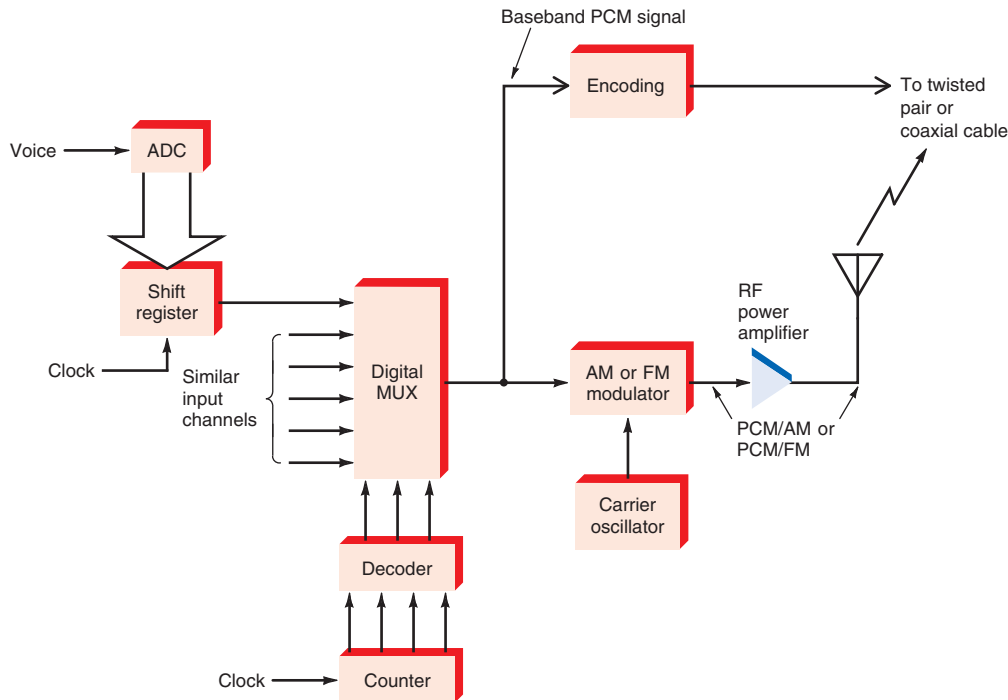 Baseband PCM signal
Encoding
To twisted
pair or
coaxial cable
Voice
ADC
Shift
register
Clock
Similar
input
channels
Digital
MUX
AM or FM
modulator
RF
power
amplifier
PCM/AM or
PCM/FM
Carrier
oscillator
Decoder
Clock
Counter